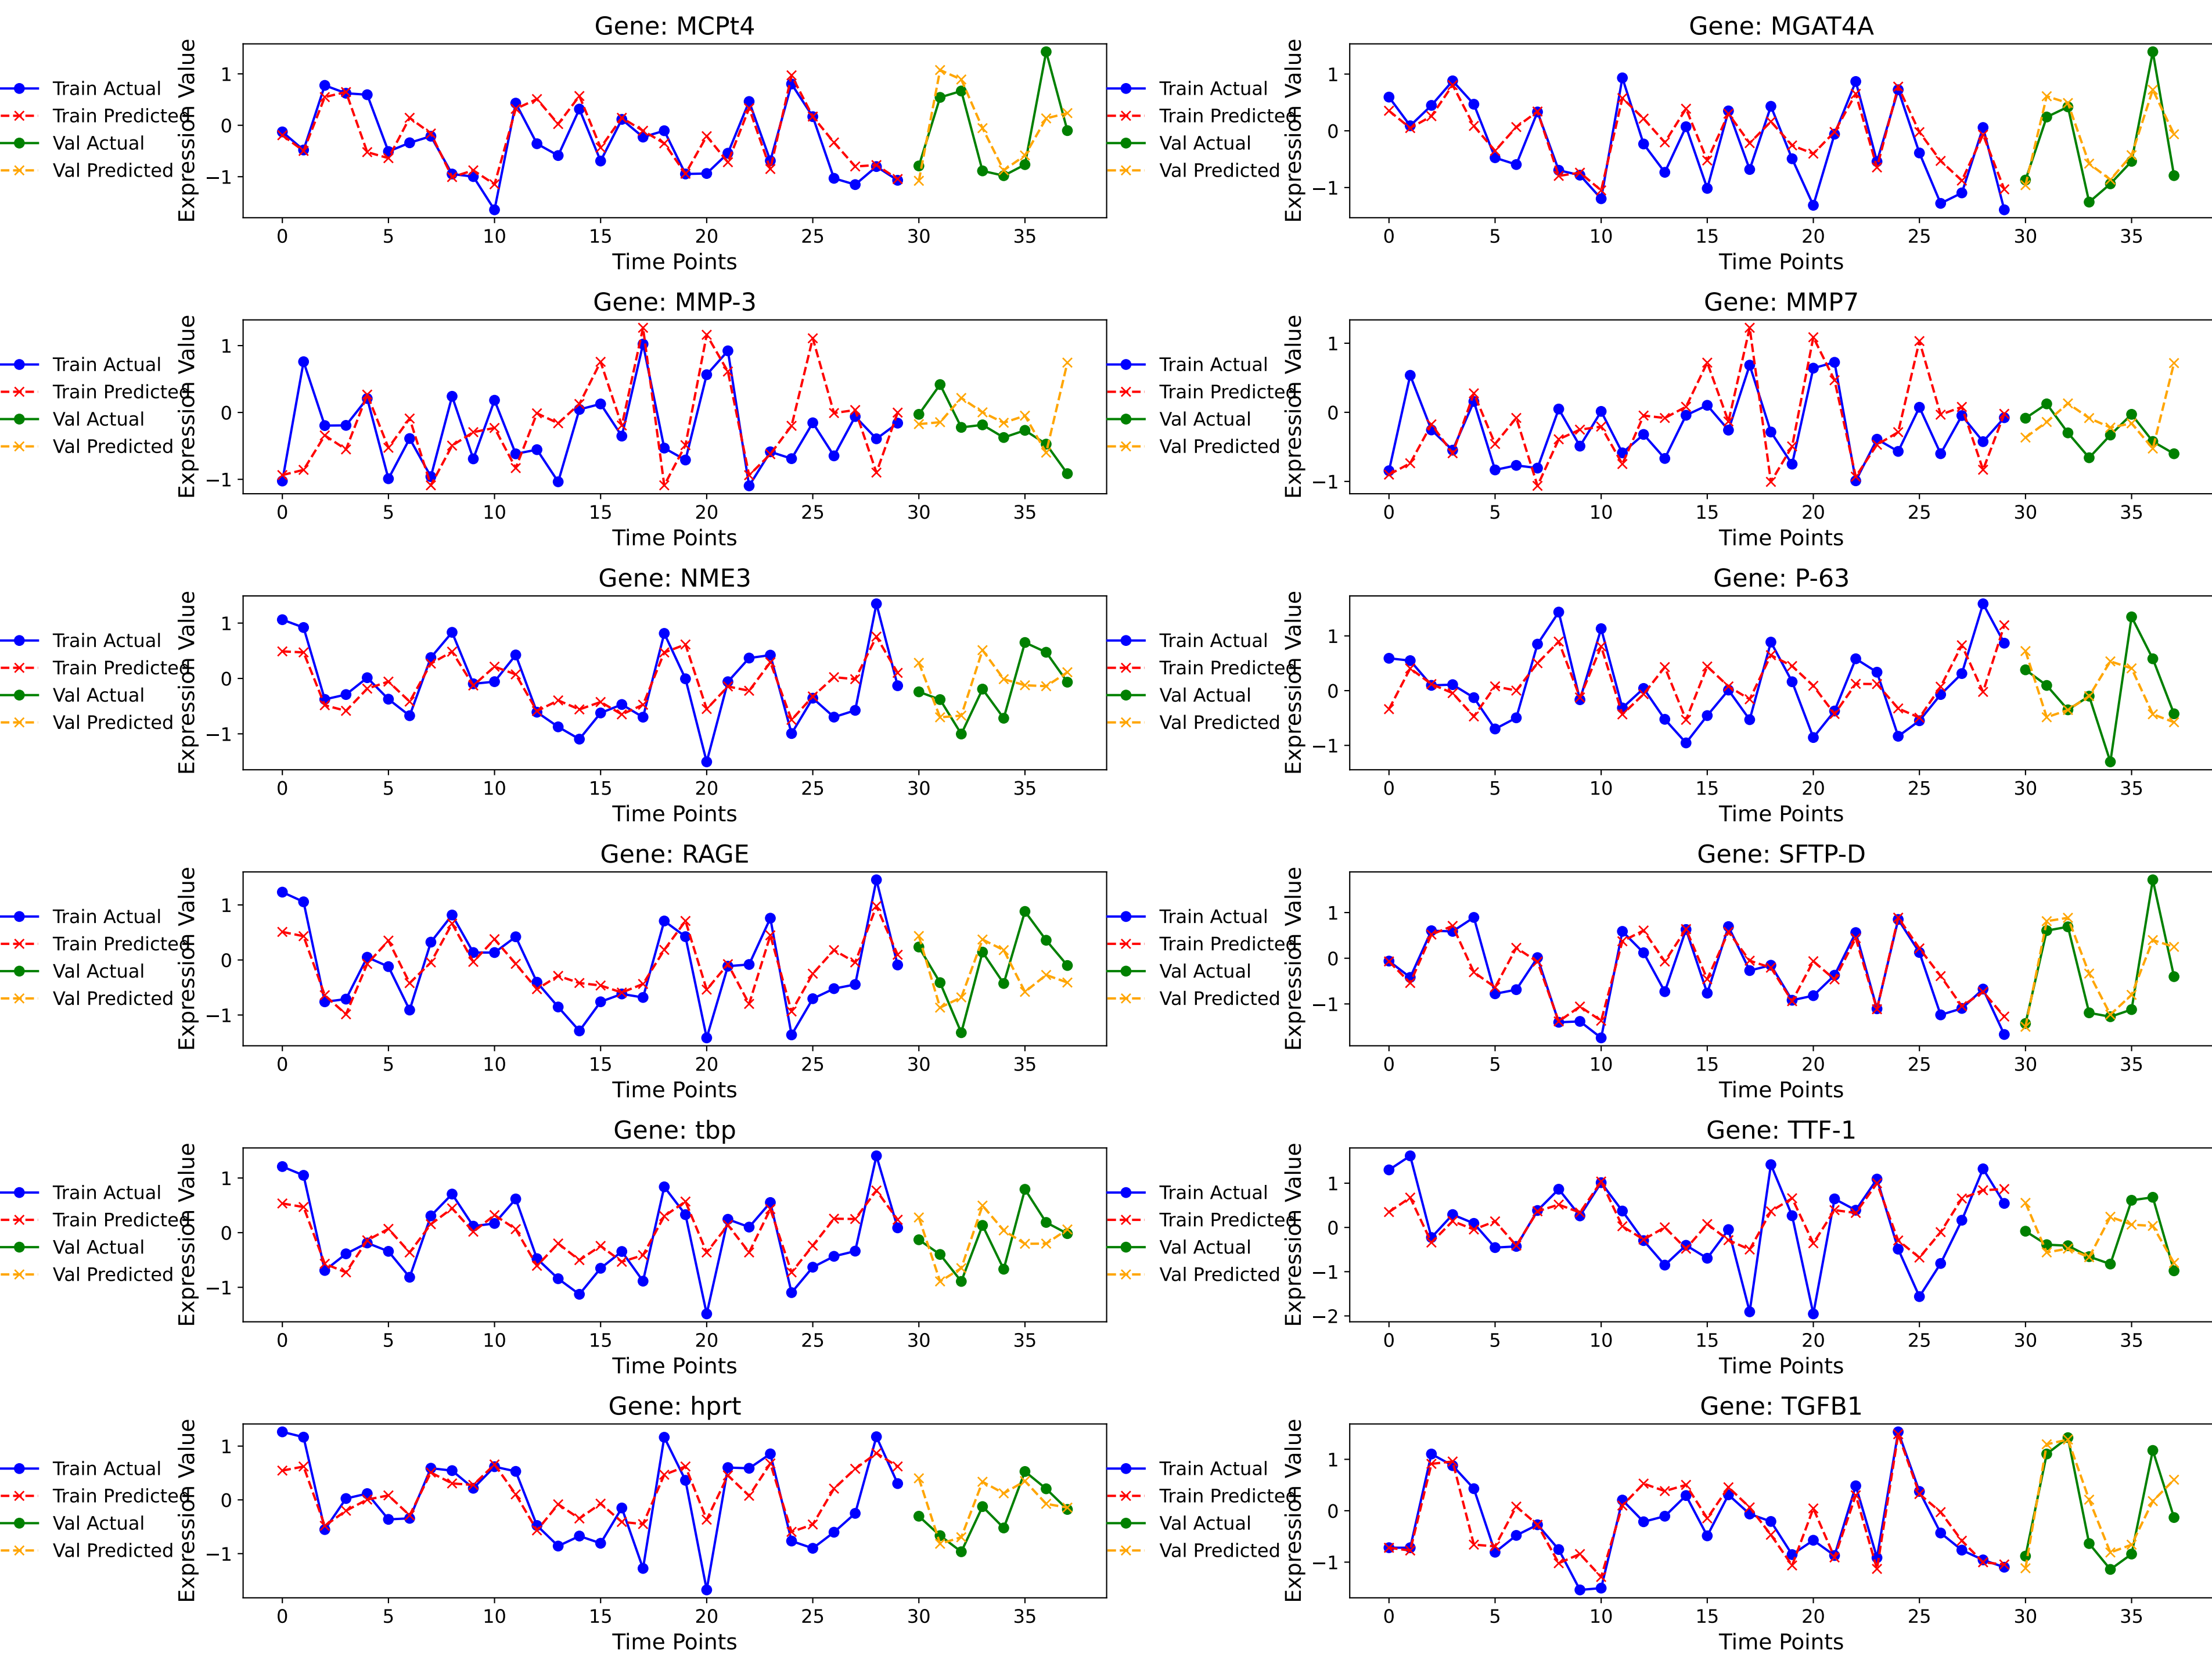 Gene: MCPt4
Train Actual
Train Predicted
Val Actual
Val Predicted
Expression Value
1
0
−1
0 5 10 15 20 25 30 35
Time Points
Gene: MGAT4A
Train Actual
Train Predicted
Val Actual
Val Predicted
Expression Value
1
0
−1
0 5 10 15 20 25 30 35
Time Points
Gene: MMP-3
Train Actual
Train Predicted
Val Actual
Val Predicted
Expression Value
1
0
−1
0 5 10 15 20 25 30 35
Time Points
Gene: MMP7
Train Actual
Train Predicted
Val Actual
Val Predicted
Expression Value
1
0
−1
0 5 10 15 20 25 30 35
Time Points
Gene: NME3
Train Actual
Train Predicted
Val Actual
Val Predicted
Expression Value
1
0
−1
0 5 10 15 20 25 30 35
Time Points
Gene: P-63
Train Actual
Train Predicted
Val Actual
Val Predicted
Expression Value
1
0
−1
0 5 10 15 20 25 30 35
Time Points
Gene: RAGE
Train Actual
Train Predicted
Val Actual
Val Predicted
Expression Value
1
0
−1
0 5 10 15 20 25 30 35
Time Points
Gene: SFTP-D
Train Actual
Train Predicted
Val Actual
Val Predicted
Expression Value
1
0
−1
0 5 10 15 20 25 30 35
Time Points
Gene: tbp
Train Actual
Train Predicted
Val Actual
Val Predicted
Expression Value
1
0
−1
0 5 10 15 20 25 30 35
Time Points
Gene: TTF-1
Train Actual
Train Predicted
Val Actual
Val Predicted
Expression Value
1
0
−1
−2
0 5 10 15 20 25 30 35
Time Points
Gene: hprt
Train Actual
Train Predicted
Val Actual
Val Predicted
Expression Value
1
0
−1
0 5 10 15 20 25 30 35
Time Points
Gene: TGFB1
Train Actual
Train Predicted
Val Actual
Val Predicted
Expression Value
1
0
−1
0 5 10 15 20 25 30 35
Time Points